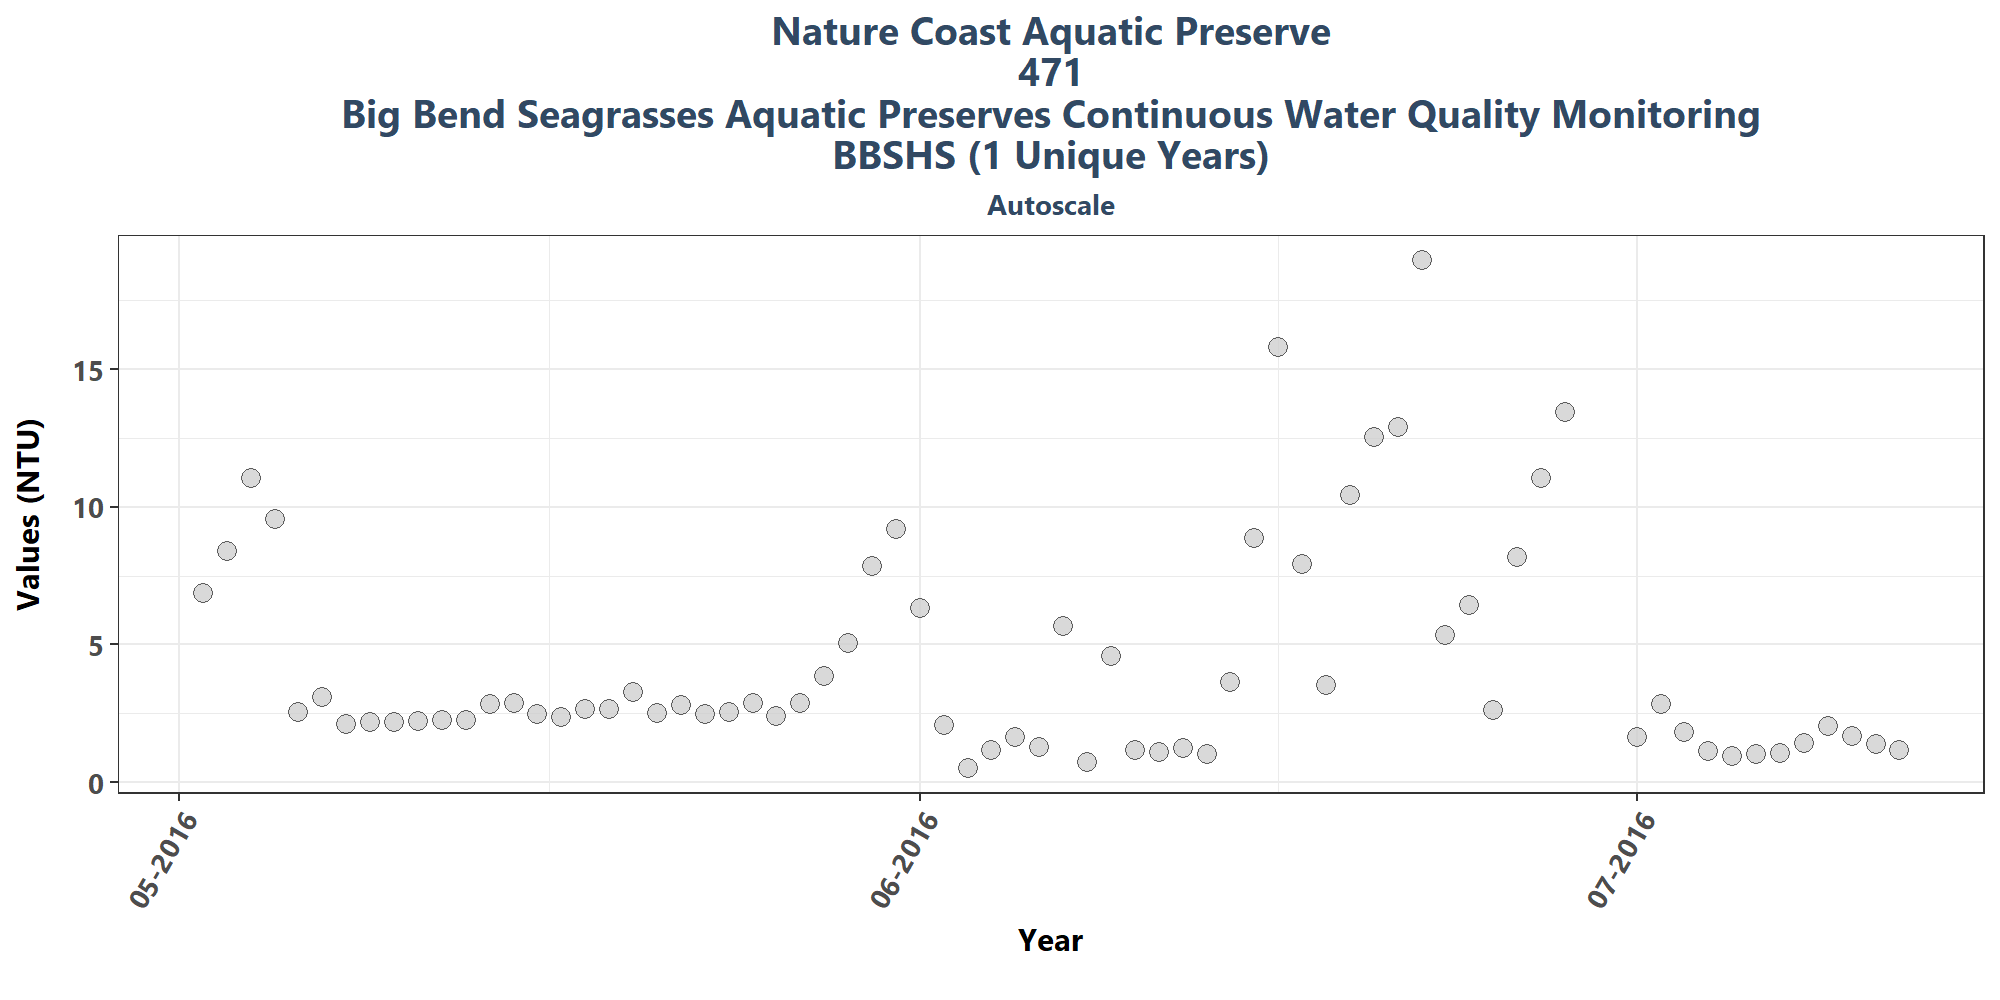 Nature Coast Aquatic Preserve
471
Big Bend Seagrasses Aquatic Preserves Continuous Water Quality Monitoring
BBSHS (1 Unique Years)
Autoscale
Values (NTU)
15
10
5
0
05-2016
06-2016
07-2016
Year